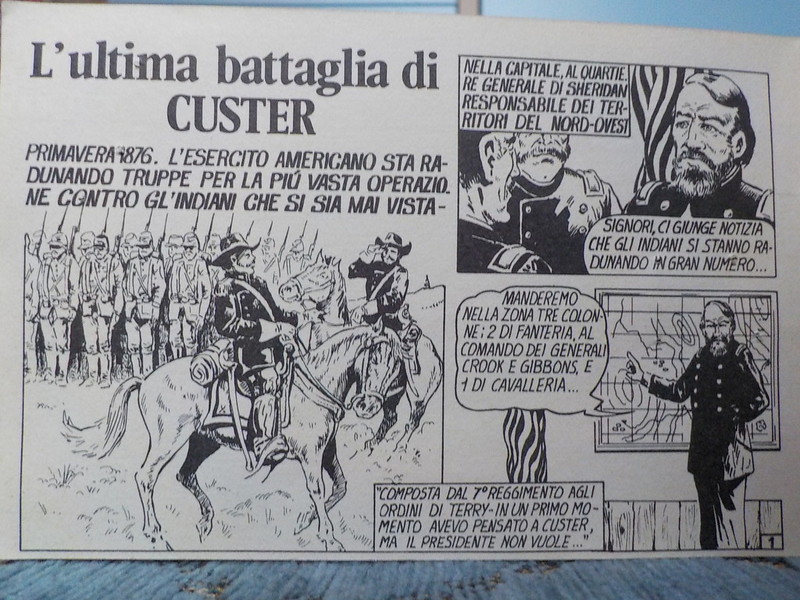 L'ultima battaglia di
CUSTER
PRIMAVERA 1876. L'ESERCITO AMERICANO STA RA-
DUNANDO TRUPPE PER LA PIÚ VASTA OPERAZIO-
NE CONTRO GL'INDIANI CHE SI SIA MAI VISTA-
NELLA CAPITALE, AL QUARTIE.
RE GENERALE DI SHERIDAN
RESPONSABILE DEI TER-
RITORI DEL NORD-OVEST
SIGNORI, CI GIUNGE NOTIZIA
CHE GLI INDIANI SI STANNO RA-
DUNANDO IN GRAN NUMERO...
MANDEREMO
NELLA ZONA TRE COLON-
NE: 2 DI FANTERIA, AL
COMANDO DEI GENERALI
CROOK E GIBBONS, E
1 DI CAVALLERIA...
"COMPOSTA DAL 7° REGGIMENTO AGLI
ORDINI DI TERRY-IN UN PRIMO MO-
MENTO AVEVO PENSATO A CUSTER,
MA IL PRESIDENTE NON VUOLE..."
1